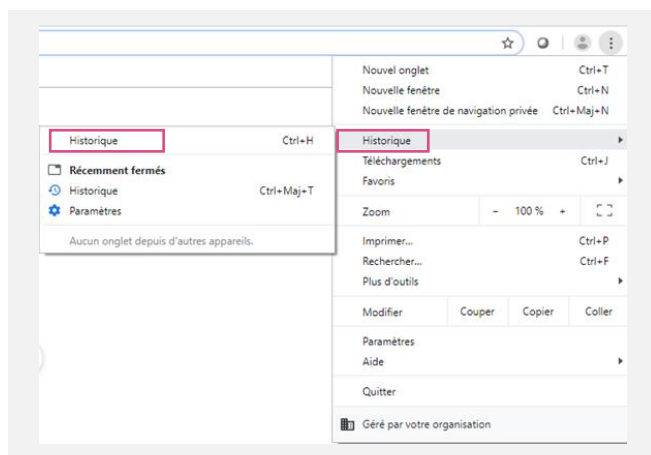 Nouvel onglet Ctrl+T
Nouvelle fenêtre Ctrl+N
Nouvelle fenêtre de navigation privée Ctrl+Maj+N
Historique
Téléchargements Ctrl+J
Favoris
Zoom - 100 % +
Imprimer... Ctrl+P
Rechercher... Ctrl+F
Plus d'outils
Modifier Couper Copier Coller
Paramètres
Aide
Quitter
Géré par votre organisation
Historique Ctrl+H
Récemment fermés
Historique Ctrl+Maj+T
Paramètres
Aucun onglet depuis d'autres appareils.